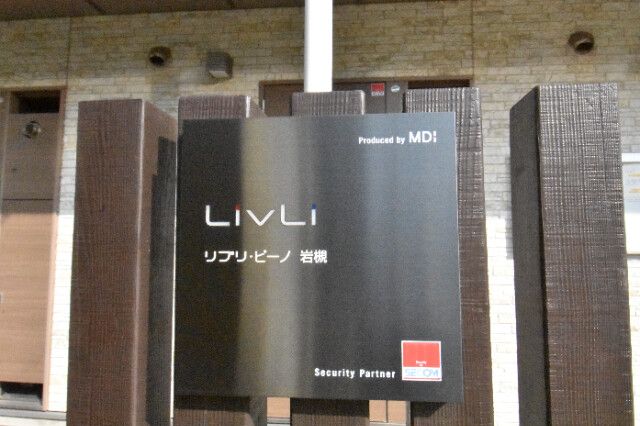 Produced by MDI
LivLi
リブリ・ピーノ 岩槻
Security Partner
SECOM